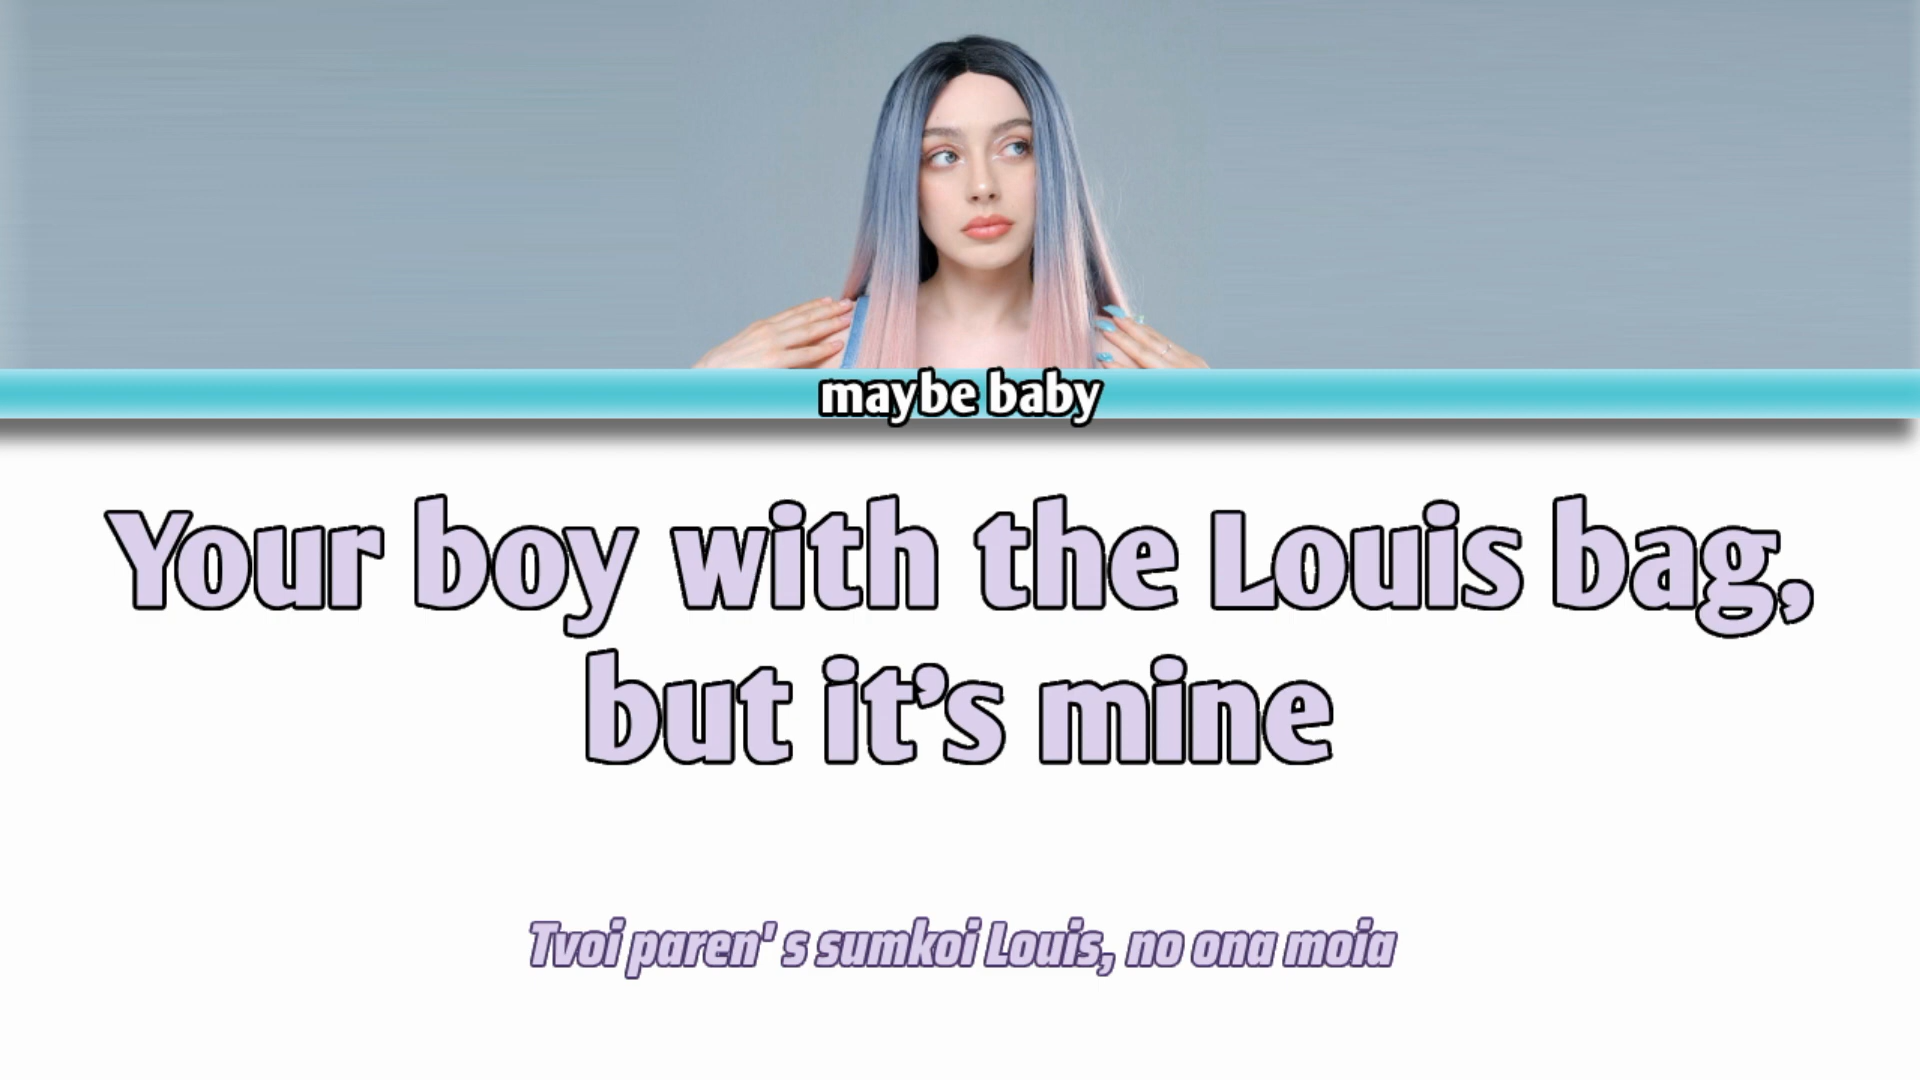 maybe baby
Your boy with the Louis bag,
but it's mine
Tvoi paren' s sumkoi Louis, no ona moia